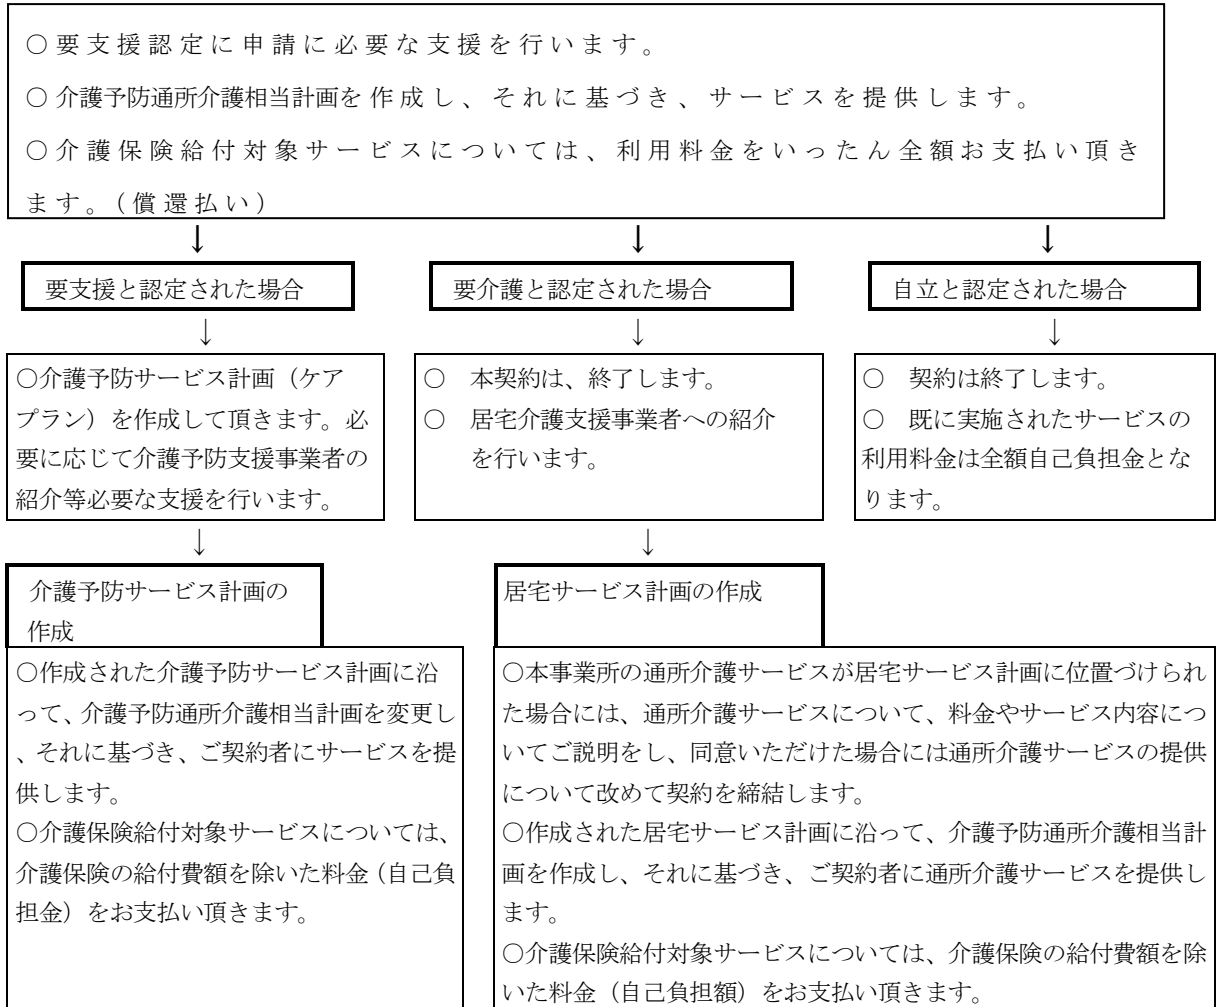 ○要支援認定に申請に必要な支援を行います。
○介護予防通所介護相当計画を作成し、それに基づき、サービスを提供します。
○介護保険給付対象サービスについては、利用料金をいったん全額お支払い頂き
ます。(償還払い)
↓ ↓ ↓
要支援と認定された場合
↓
○介護予防サービス計画（ケア
プラン）を作成して頂きます。必
要に応じて介護予防支援事業者の
紹介等必要な支援を行います。
↓
介護予防サービス計画の
作成
○作成された介護予防サービス計画に沿
って、介護予防通所介護相当計画を変更し
、それに基づき、ご契約者にサービスを提
供します。
○介護保険給付対象サービスについては、
介護保険の給付費額を除いた料金（自己負
担金）をお支払い頂きます。
要介護と認定された場合
↓
○ 本契約は、終了します。
○ 居宅介護支援事業者への紹介
を行います。
↓
居宅サービス計画の作成
○本事業所の通所介護サービスが居宅サービス計画に位置づけられ
た場合には、通所介護サービスについて、料金やサービス内容につ
いてご説明をし、同意いただけた場合には通所介護サービスの提供
について改めて契約を締結します。
○作成された居宅サービス計画に沿って、介護予防通所介護相当計
画を作成し、それに基づき、ご契約者に通所介護サービスを提供し
ます。
○介護保険給付対象サービスについては、介護保険の給付費額を除
いた料金（自己負担額）をお支払い頂きます。
自立と認定された場合
↓
○ 契約は終了します。
○ 既に実施されたサービスの
利用料金は全額自己負担金とな
ります。